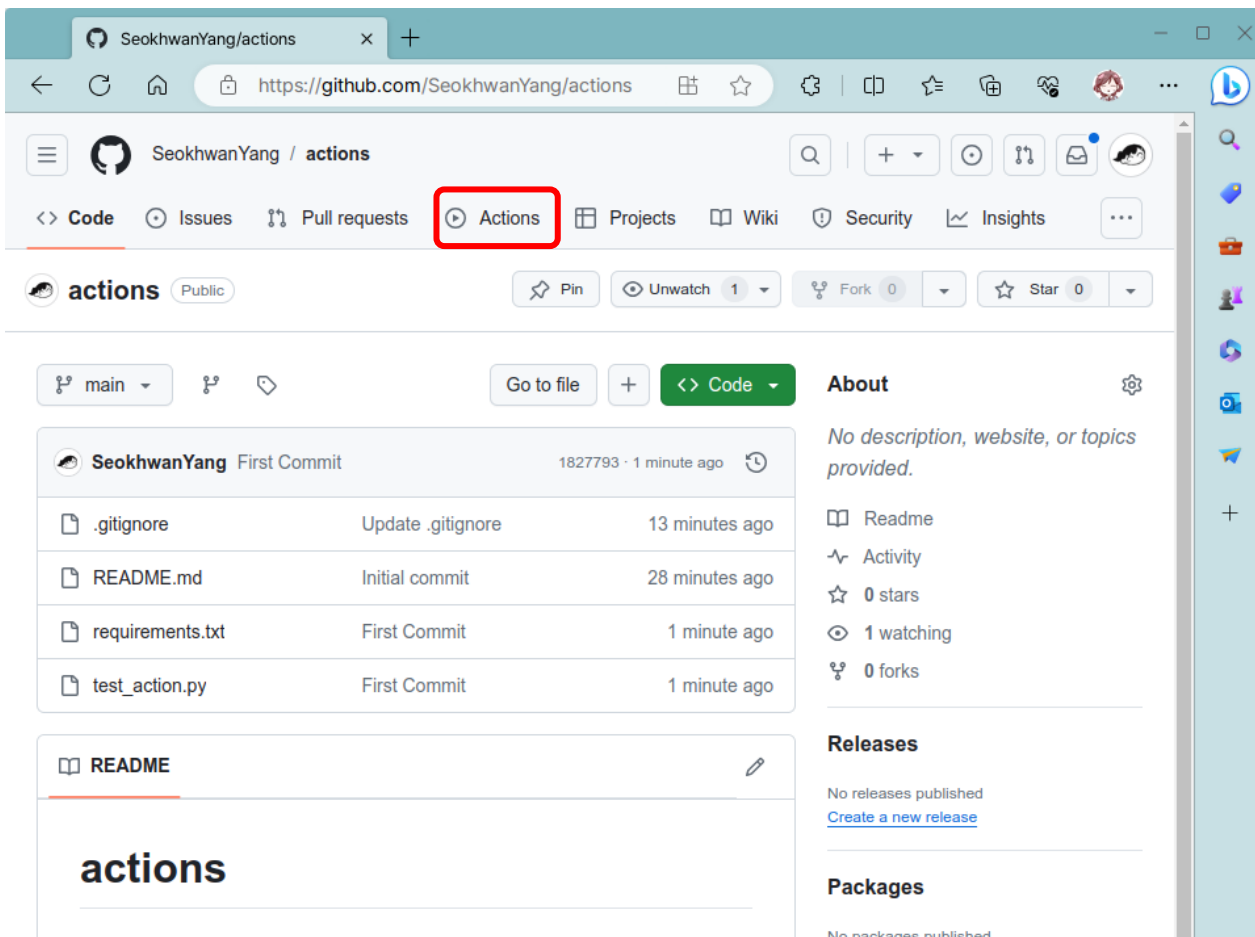 SeokhwanYang/actions
https://github.com/SeokhwanYang/actions
SeokhwanYang / actions
Code Issues Pull requests Actions Projects Wiki Security Insights
actions Public Pin Unwatch 1 Fork 0 Star 0
main Go to file Code
SeokhwanYang First Commit 1827793 · 1 minute ago
.gitignore Update .gitignore 13 minutes ago
README.md Initial commit 28 minutes ago
requirements.txt First Commit 1 minute ago
test_action.py First Commit 1 minute ago
README
actions
About
No description, website, or topics
provided.
Readme
Activity
0 stars
1 watching
0 forks
Releases
No releases published
Create a new release
Packages
No packages published